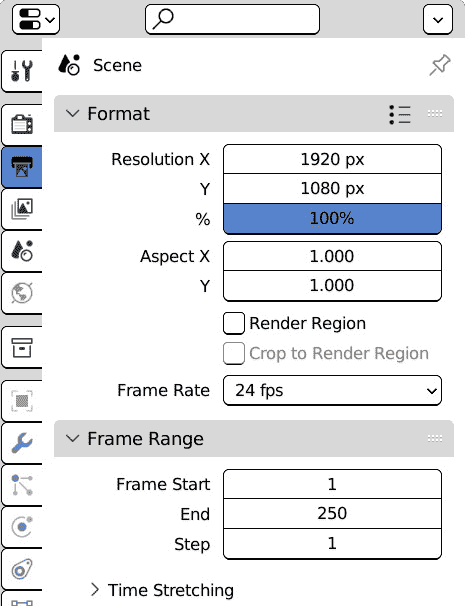 Scene
Format
Resolution X 1920 px
Y 1080 px
% 100%
Aspect X 1.000
Y 1.000
Render Region
Crop to Render Region
Frame Rate 24 fps
Frame Range
Frame Start 1
End 250
Step 1
Time Stretching